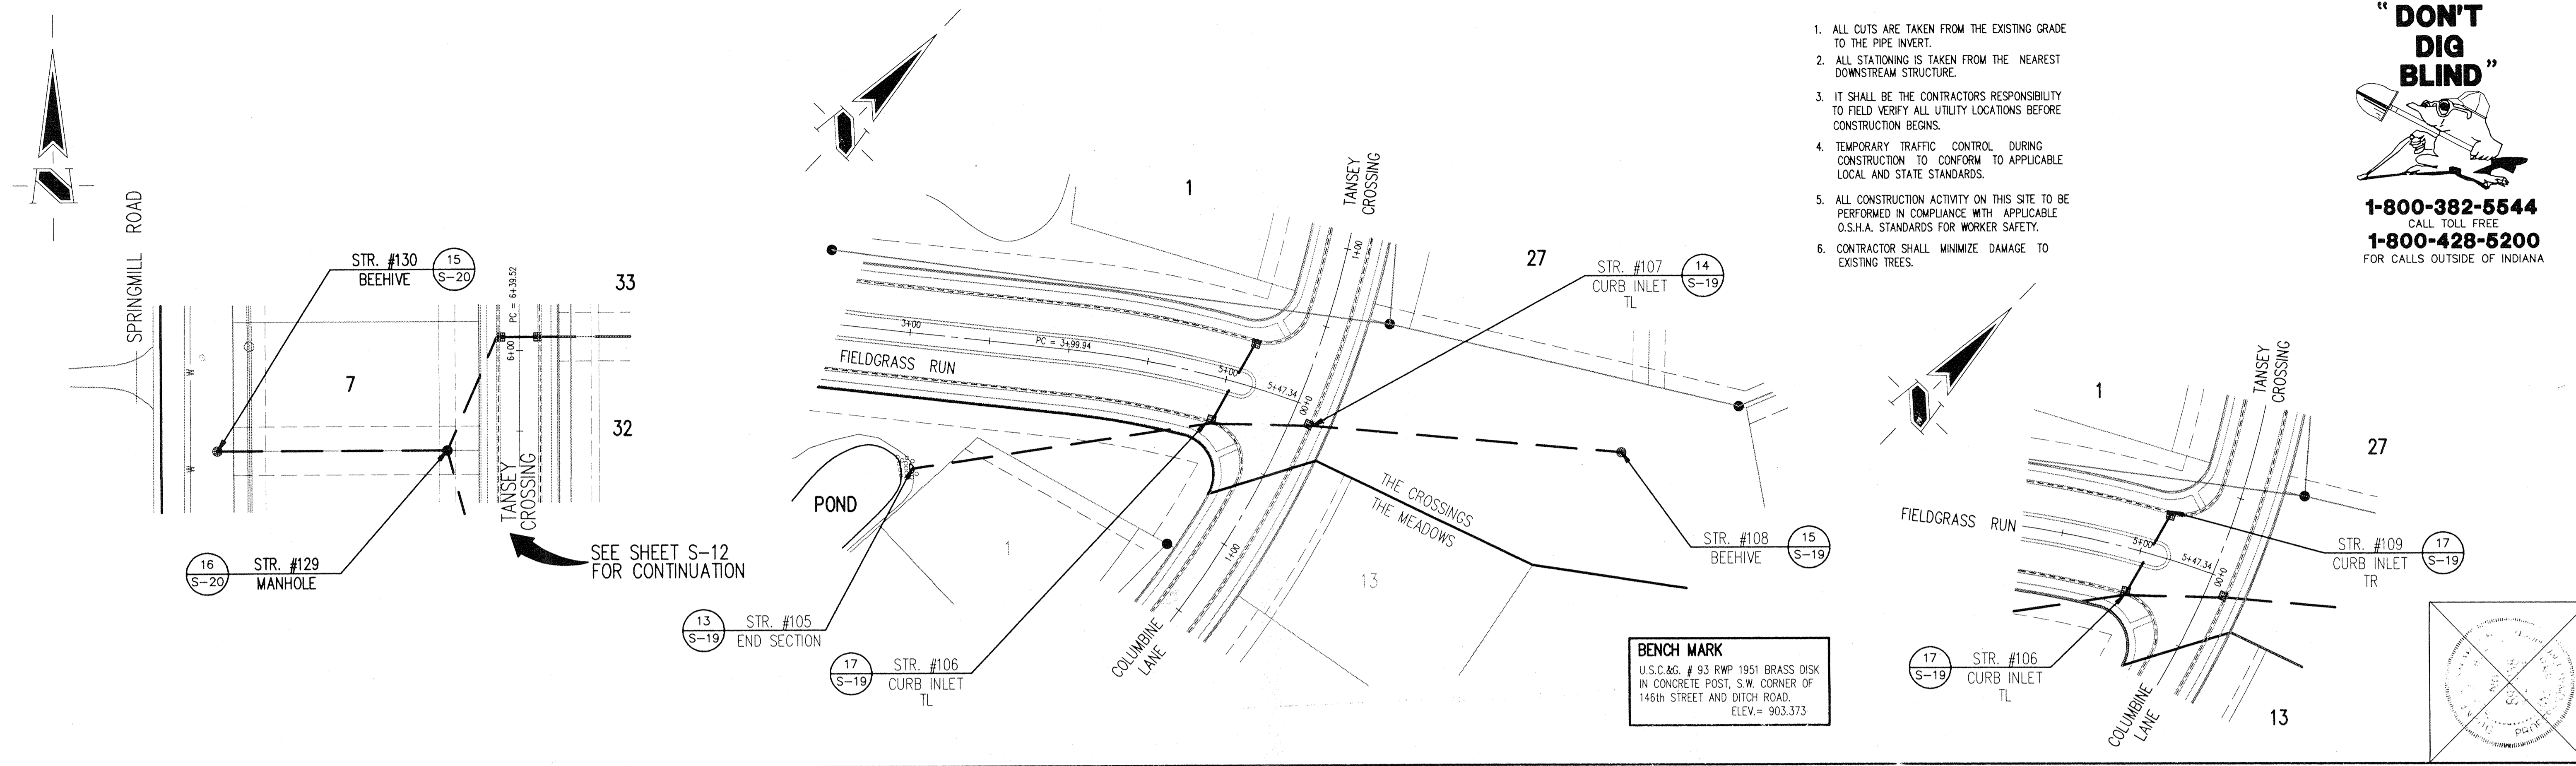 SPRINGMILL ROAD
STR. #130
BEEHIVE
15
S-20
PC = 6+39.52
6+00
33
7
32
W
W
TANSEY
CROSSING
16
S-20
STR. #129
MANHOLE
SEE SHEET S-12
FOR CONTINUATION
1
TANSEY
CROSSING
1+00
27
STR. #107
CURB INLET
TL
14
S-19
3+00
PC = 3+99.94
FIELDGRASS RUN
5+00
5+47.34
0+00
POND
1
THE CROSSINGS
THE MEADOWS
13
1+00
COLUMBINE
LANE
STR. #108
BEEHIVE
15
S-19
13
S-19
STR. #105
END SECTION
17
S-19
STR. #106
CURB INLET
TL
BENCH MARK
U.S.C.&G. # 93 RWP 1951 BRASS DISK
IN CONCRETE POST, S.W. CORNER OF
146th STREET AND DITCH ROAD.
ELEV.= 903.373
1. ALL CUTS ARE TAKEN FROM THE EXISTING GRADE
TO THE PIPE INVERT.
2. ALL STATIONING IS TAKEN FROM THE NEAREST
DOWNSTREAM STRUCTURE.
3. IT SHALL BE THE CONTRACTORS RESPONSIBILITY
TO FIELD VERIFY ALL UTILITY LOCATIONS BEFORE
CONSTRUCTION BEGINS.
4. TEMPORARY TRAFFIC CONTROL DURING
CONSTRUCTION TO CONFORM TO APPLICABLE
LOCAL AND STATE STANDARDS.
5. ALL CONSTRUCTION ACTIVITY ON THIS SITE TO BE
PERFORMED IN COMPLIANCE WITH APPLICABLE
O.S.H.A. STANDARDS FOR WORKER SAFETY.
6. CONTRACTOR SHALL MINIMIZE DAMAGE TO
EXISTING TREES.
"DON'T
DIG
BLIND"
1-800-382-5544
CALL TOLL FREE
1-800-428-5200
FOR CALLS OUTSIDE OF INDIANA
1
TANSEY
CROSSING
27
FIELDGRASS RUN
5+00
5+47.34
0+00
STR. #109
CURB INLET
TR
17
S-19
17
S-19
STR. #106
CURB INLET
TL
COLUMBINE
LANE
13